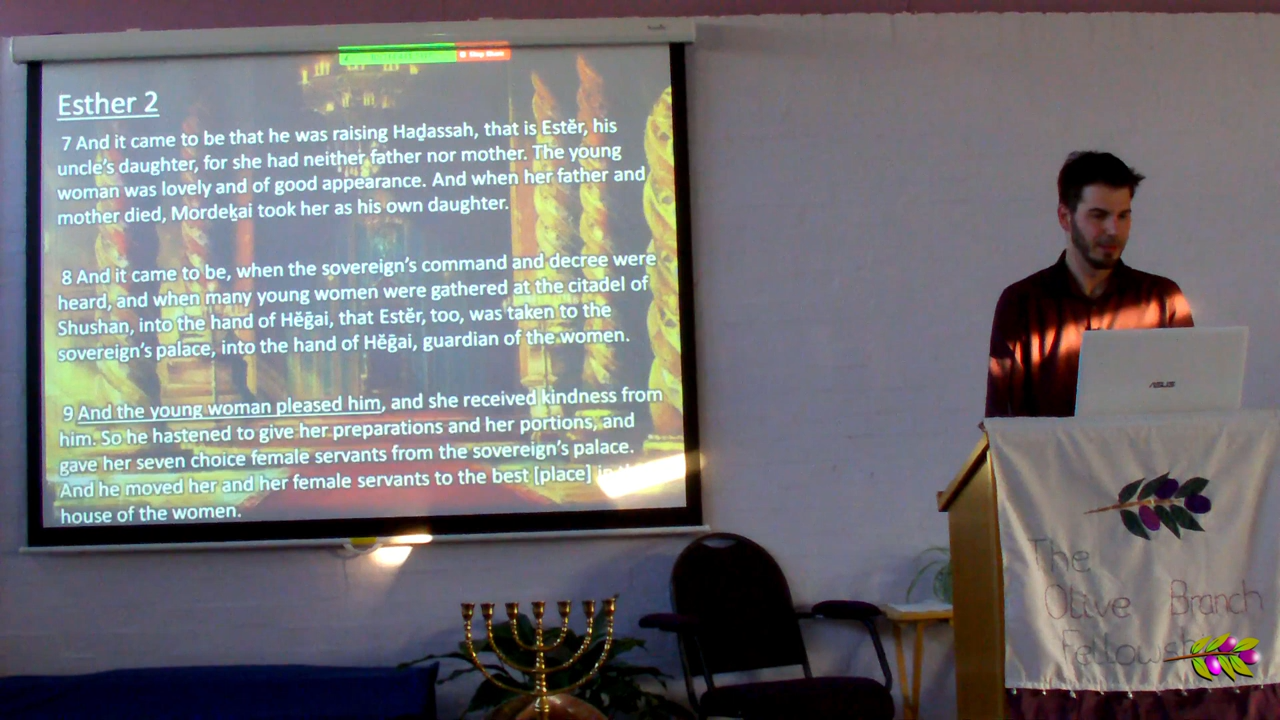 Stop Share
Esther 2
7 And it came to be that he was raising Haḏassah, that is Estĕr, his
uncle's daughter, for she had neither father nor mother. The young
woman was lovely and of good appearance. And when her father and
mother died, Mordeḵai took her as his own daughter.
8 And it came to be, when the sovereign's command and decree were
heard, and when many young women were gathered at the citadel of
Shushan, into the hand of Hĕḡai, that Estĕr, too, was taken to the
sovereign's palace, into the hand of Hĕḡai, guardian of the women.
9 And the young woman pleased him, and she received kindness from
him. So he hastened to give her preparations and her portions, and
gave her seven choice female servants from the sovereign's palace.
And he moved her and her female servants to the best [place] in the
house of the women.
ASUS
The
Olive Branch
Fellowsh